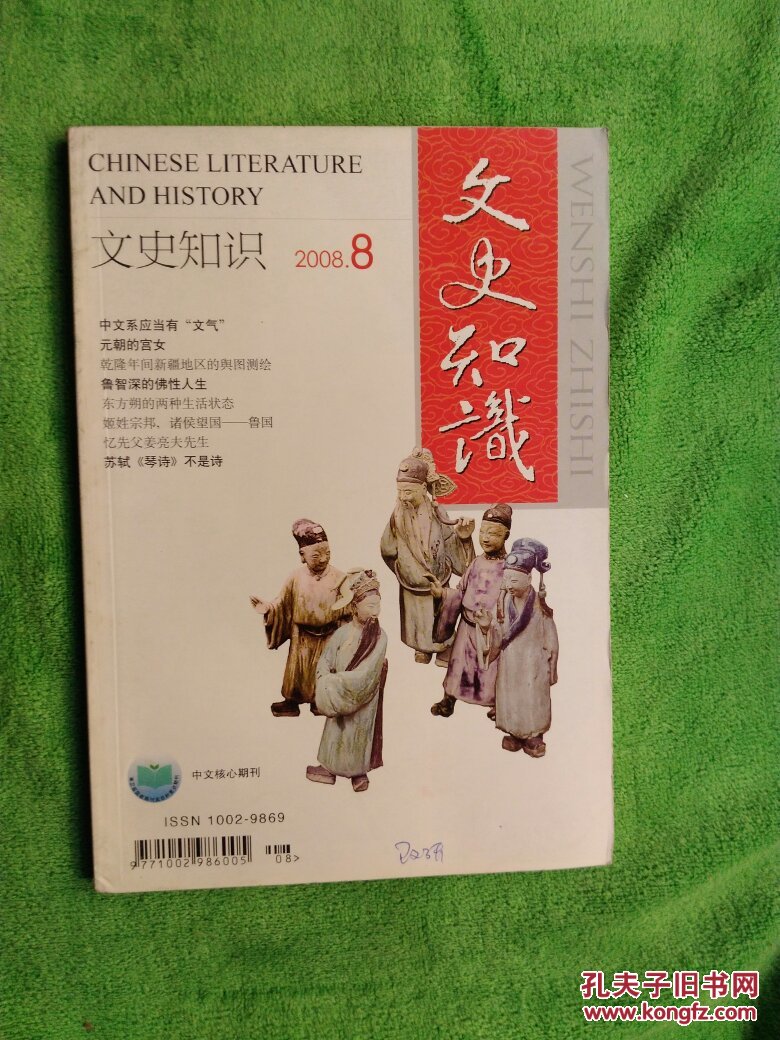 CHINESE LITERATURE
AND HISTORY
文史知识 2008.8
中文系应当有“文气”
元朝的宫女
乾隆年间新疆地区的舆图测绘
鲁智深的佛性人生
东方朔的两种生活状态
姬姓宗邦，诸侯望国——鲁国
忆先父姜亮夫先生
苏轼《琴诗》不是诗
文史知識
WENSHI ZHISHI
中文核心期刊
ISSN 1002-9869
9771002986005
08>
孔夫子旧书网
www.kongfz.com